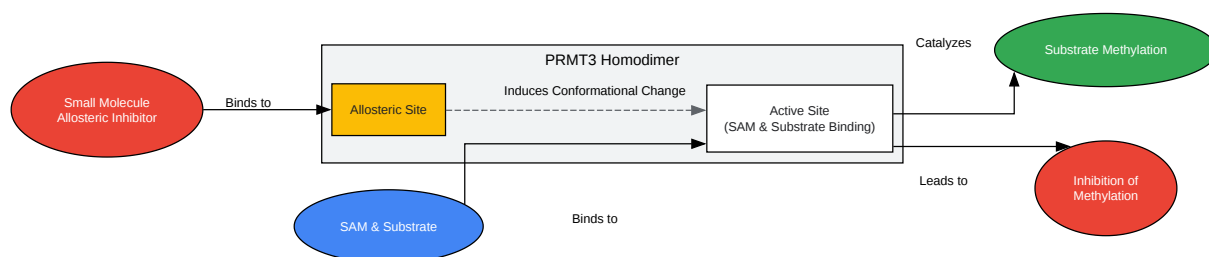 Catalyzes
Substrate Methylation
PRMT3 Homodimer
Small Molecule
Allosteric Inhibitor
Binds to
Allosteric Site
Induces Conformational Change
Active Site
(SAM & Substrate Binding)
Leads to
Inhibition of
Methylation
SAM & Substrate
Binds to